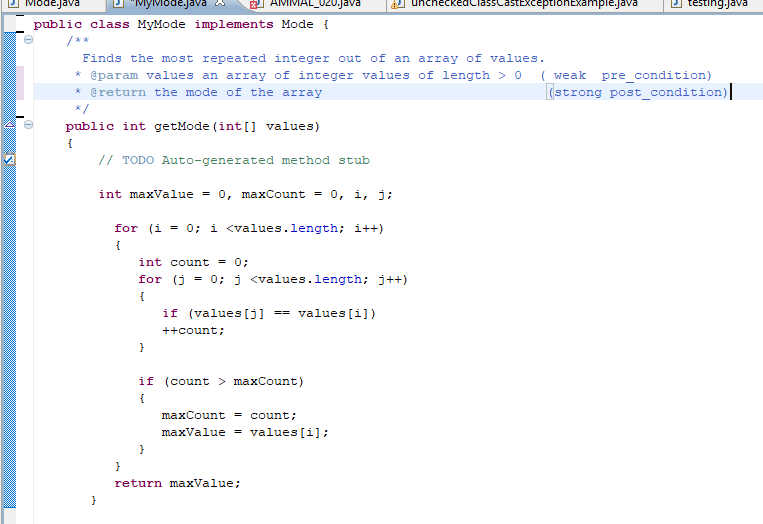 Mode.java *MyMode.java AMMAL_020.java uncheckedClassCastExceptionExample.java testing.java
public class MyMode implements Mode {
/**
Finds the most repeated integer out of an array of values.
* @param values an array of integer values of length > 0 ( weak pre_condition)
* @return the mode of the array (strong post_condition)
*/
public int getMode(int[] values)
{
// TODO Auto-generated method stub
int maxValue = 0, maxCount = 0, i, j;
for (i = 0; i <values.length; i++)
{
int count = 0;
for (j = 0; j <values.length; j++)
{
if (values[j] == values[i])
++count;
}
if (count > maxCount)
{
maxCount = count;
maxValue = values[i];
}
}
return maxValue;
}